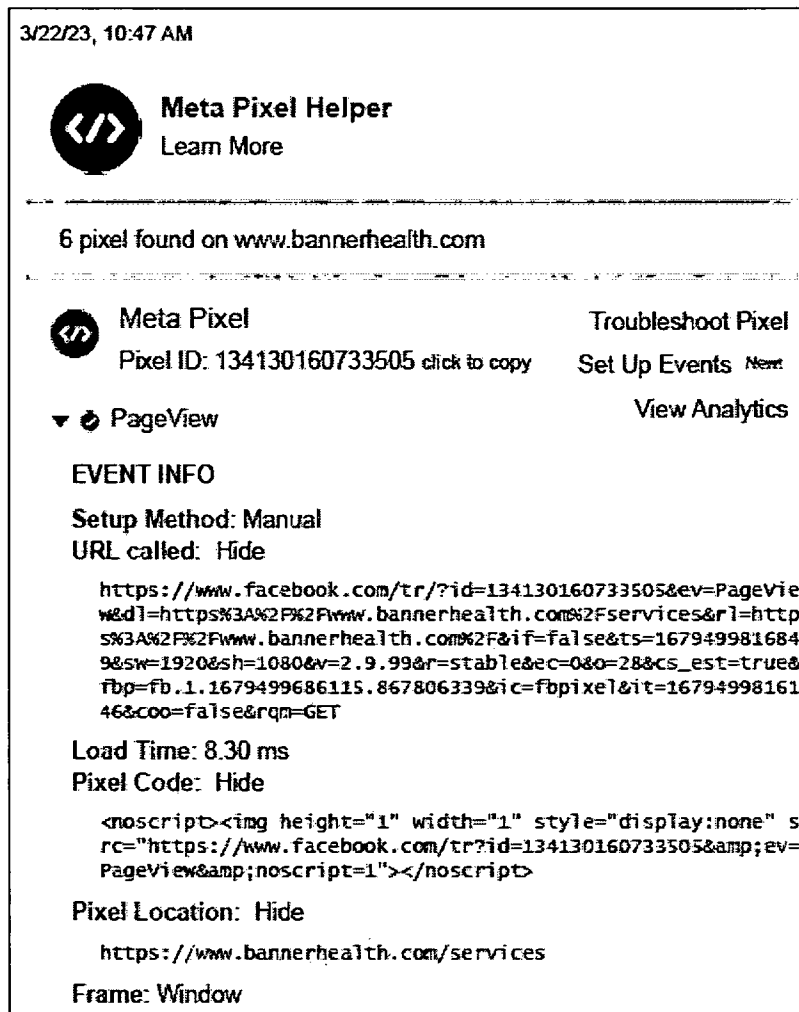 3/22/23, 10:47 AM
</>
Meta Pixel Helper
Learn More
6 pixel found on www.bannerhealth.com
</>
Meta Pixel
Troubleshoot Pixel
Pixel ID: 134130160733505 click to copy
Set Up Events New
View Analytics
PageView
EVENT INFO
Setup Method: Manual
URL called: Hide
https://www.facebook.com/tr/?id=134130160733505&ev=PageVie
w&dl=https%3A%2F%2Fwww.bannerhealth.com%2Fservices&rl=http
s%3A%2F%2Fwww.bannerhealth.com%2F&if=false&ts=167949981684
9&sw=1920&sh=1080&v=2.9.99&r=stable&ec=0&o=28&cs_est=true&
fbp=fb.1.1679499686115.867806339&ic=fbpixel&it=16794998161
46&coo=false&rqm=GET
Load Time: 8.30 ms
Pixel Code: Hide
<noscript><img height="1" width="1" style="display:none" s
rc="https://www.facebook.com/tr?id=134130160733505&amp;ev=
PageView&amp;noscript=1"></noscript>
Pixel Location: Hide
https://www.bannerhealth.com/services
Frame: Window